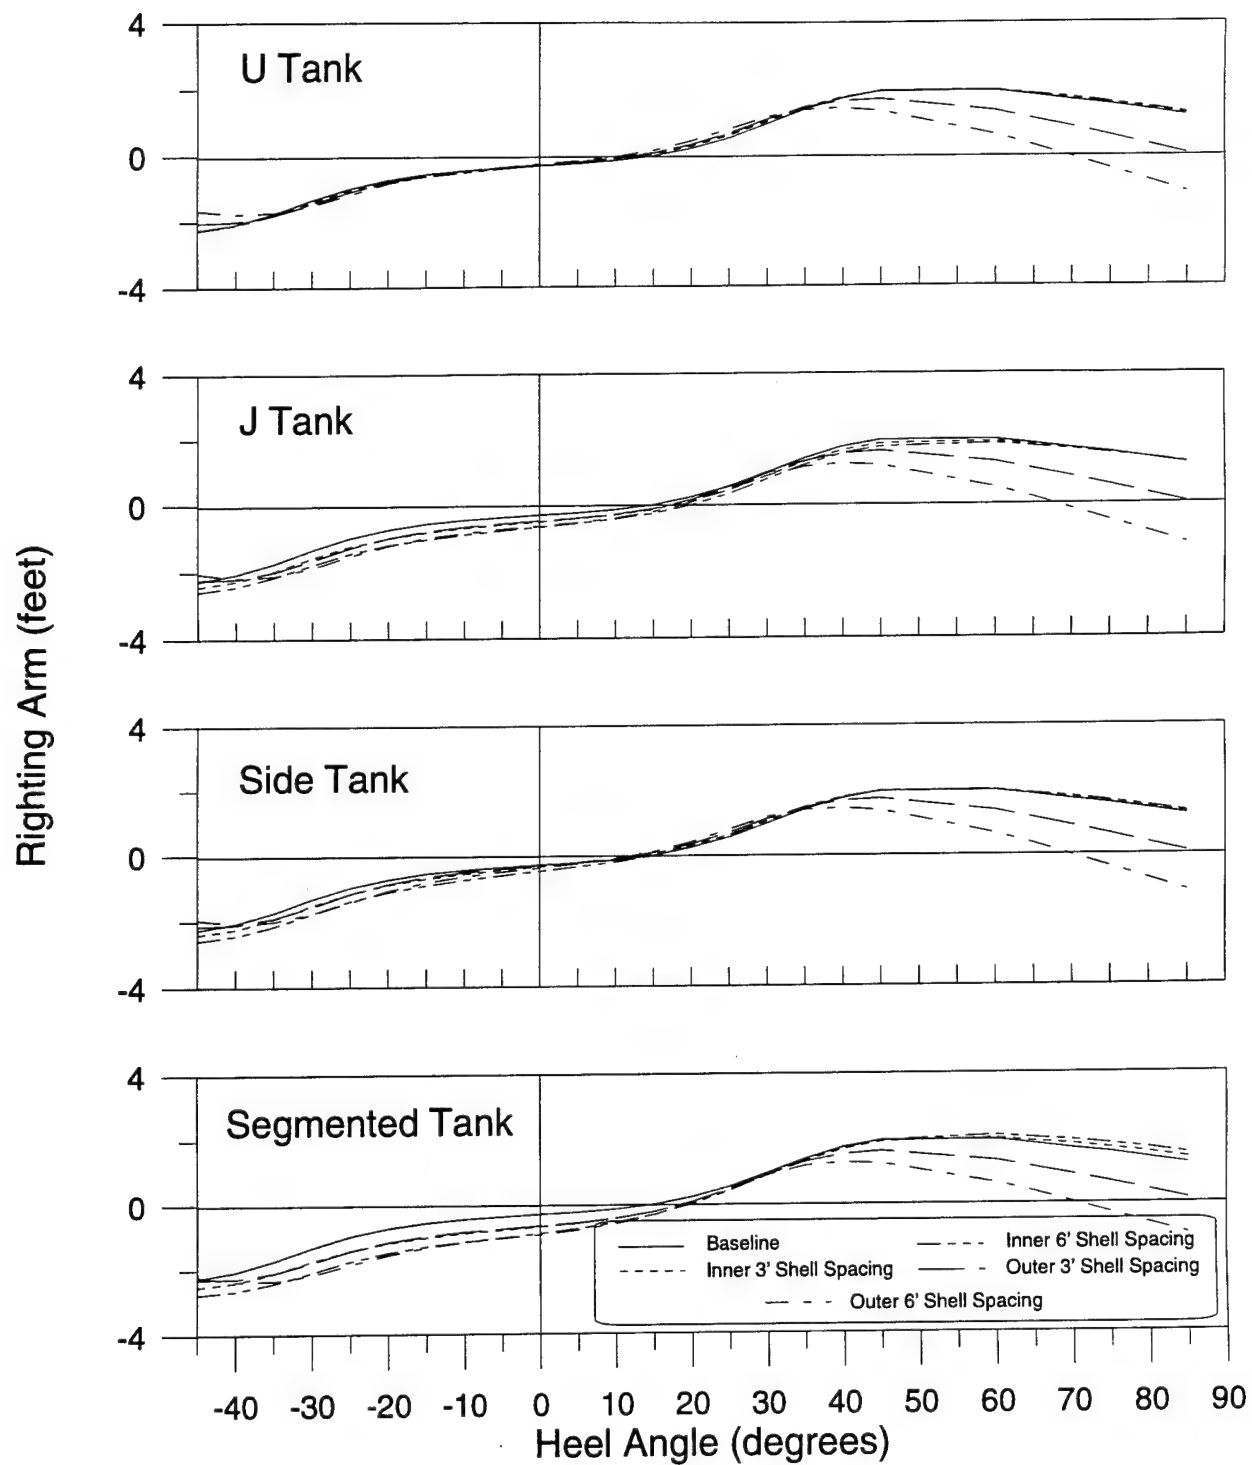 4
U Tank
0
-4
4
J Tank
0
-4
Righting Arm (feet)
4
Side Tank
0
-4
4
Segmented Tank
0
Baseline
Inner 6' Shell Spacing
Inner 3' Shell Spacing
Outer 3' Shell Spacing
Outer 6' Shell Spacing
-4
-40 -30 -20 -10 0 10 20 30 40 50 60 70 80 90
Heel Angle (degrees)